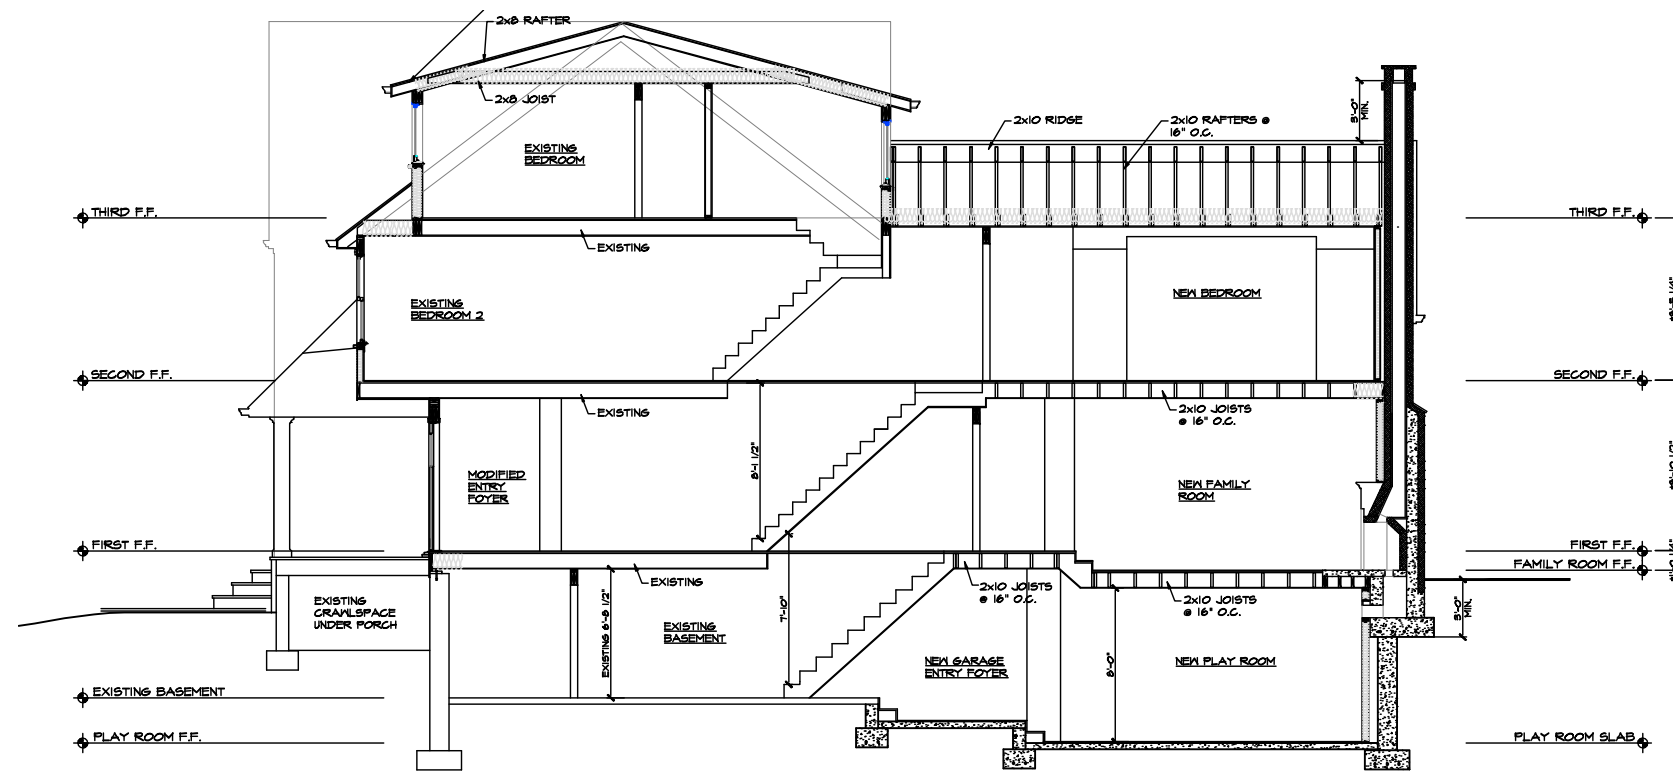 2x8 RAFTER
2x8 JOIST
2x10 RIDGE
2x10 RAFTERS @
16" O.C.
3'-0"
MIN.
EXISTING
BEDROOM
THIRD F.F.
THIRD F.F.
EXISTING
EXISTING
BEDROOM 2
NEW BEDROOM
SECOND F.F.
SECOND F.F.
EXISTING
2x10 JOISTS
@ 16" O.C.
8'-1 1/2"
MODIFIED
ENTRY
FOYER
NEW FAMILY
ROOM
FIRST F.F.
FIRST F.F.
FAMILY ROOM F.F.
EXISTING
2x10 JOISTS
@ 16" O.C.
2x10 JOISTS
@ 16" O.C.
3'-0"
MIN.
EXISTING
CRAWLSPACE
UNDER PORCH
EXISTING 6'-8 1/2"
7'-10"
EXISTING
BASEMENT
NEW GARAGE
ENTRY FOYER
8'-0"
NEW PLAY ROOM
EXISTING BASEMENT
PLAY ROOM F.F.
PLAY ROOM SLAB